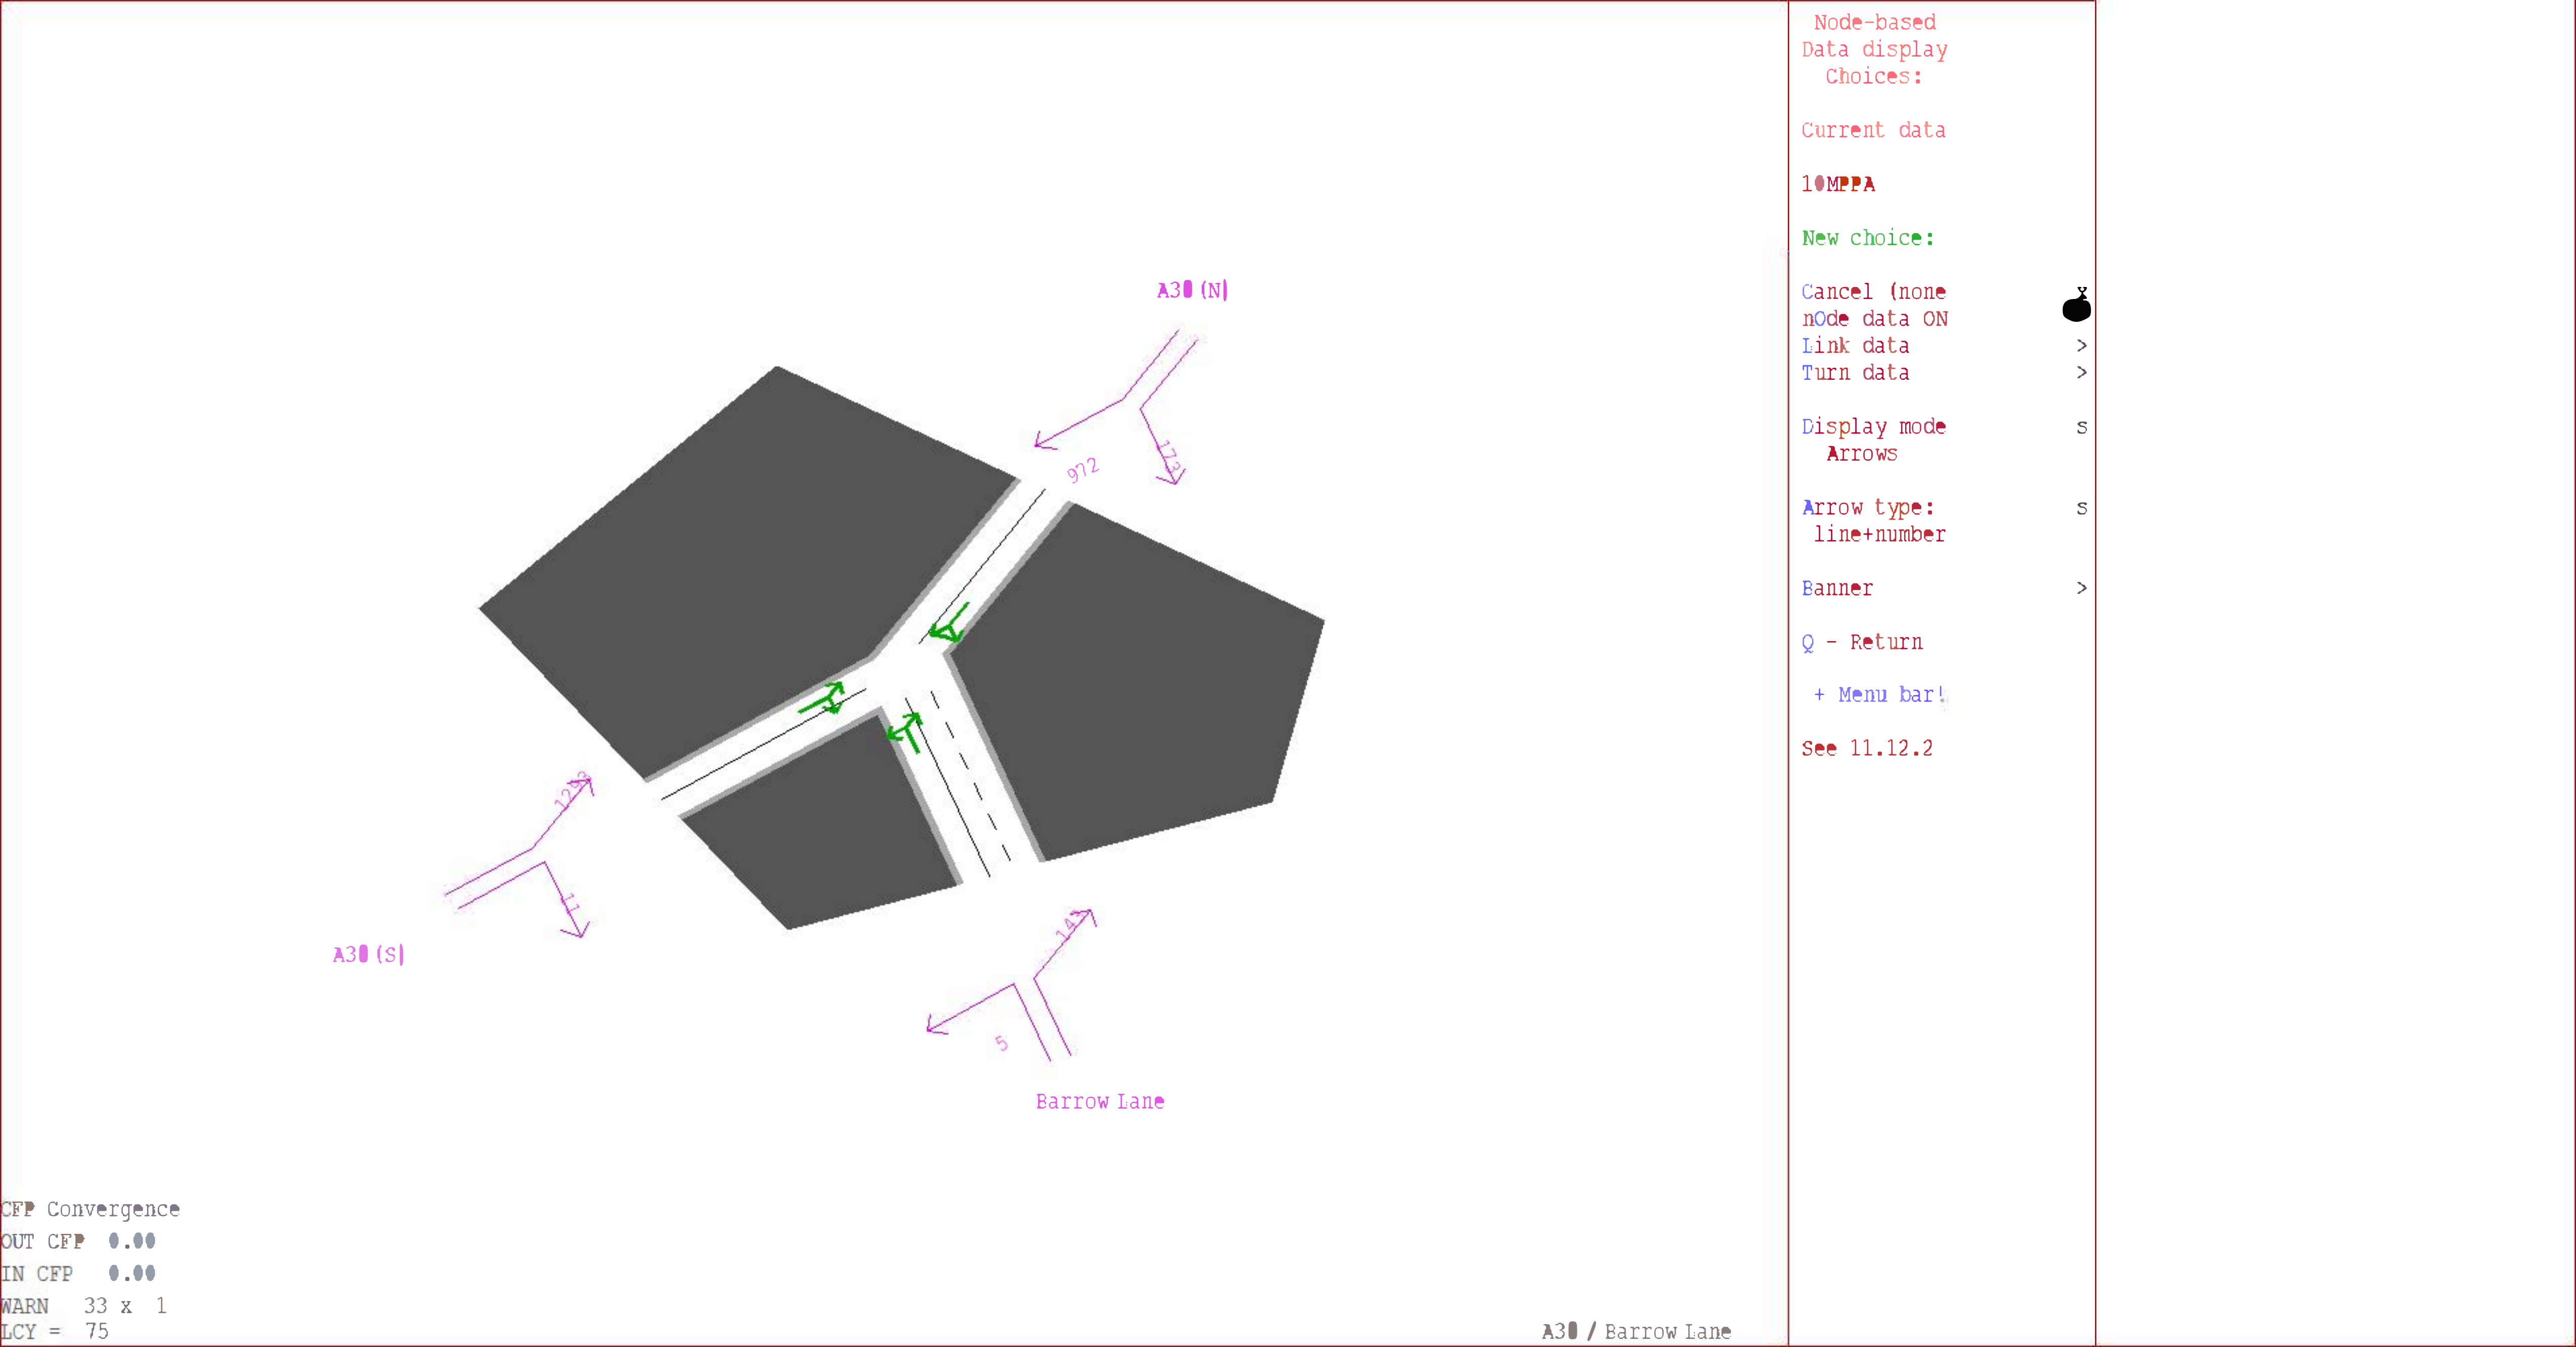 Node-based
Data display
Choices:
Current data
10MPPA
New choice:
Cancel (none x
nOde data ON
Link data >
Turn data >
Display mode s
Arrows
Arrow type: s
line+number
Banner >
Q - Return
+ Menu bar!
See 11.12.2
A30 (N)
173
972
11
A30 (S)
5
Barrow Lane
CFP Convergence
OUT CFP 0.00
IN CFP 0.00
WARN 33 x 1
LCY = 75
A30 / Barrow Lane